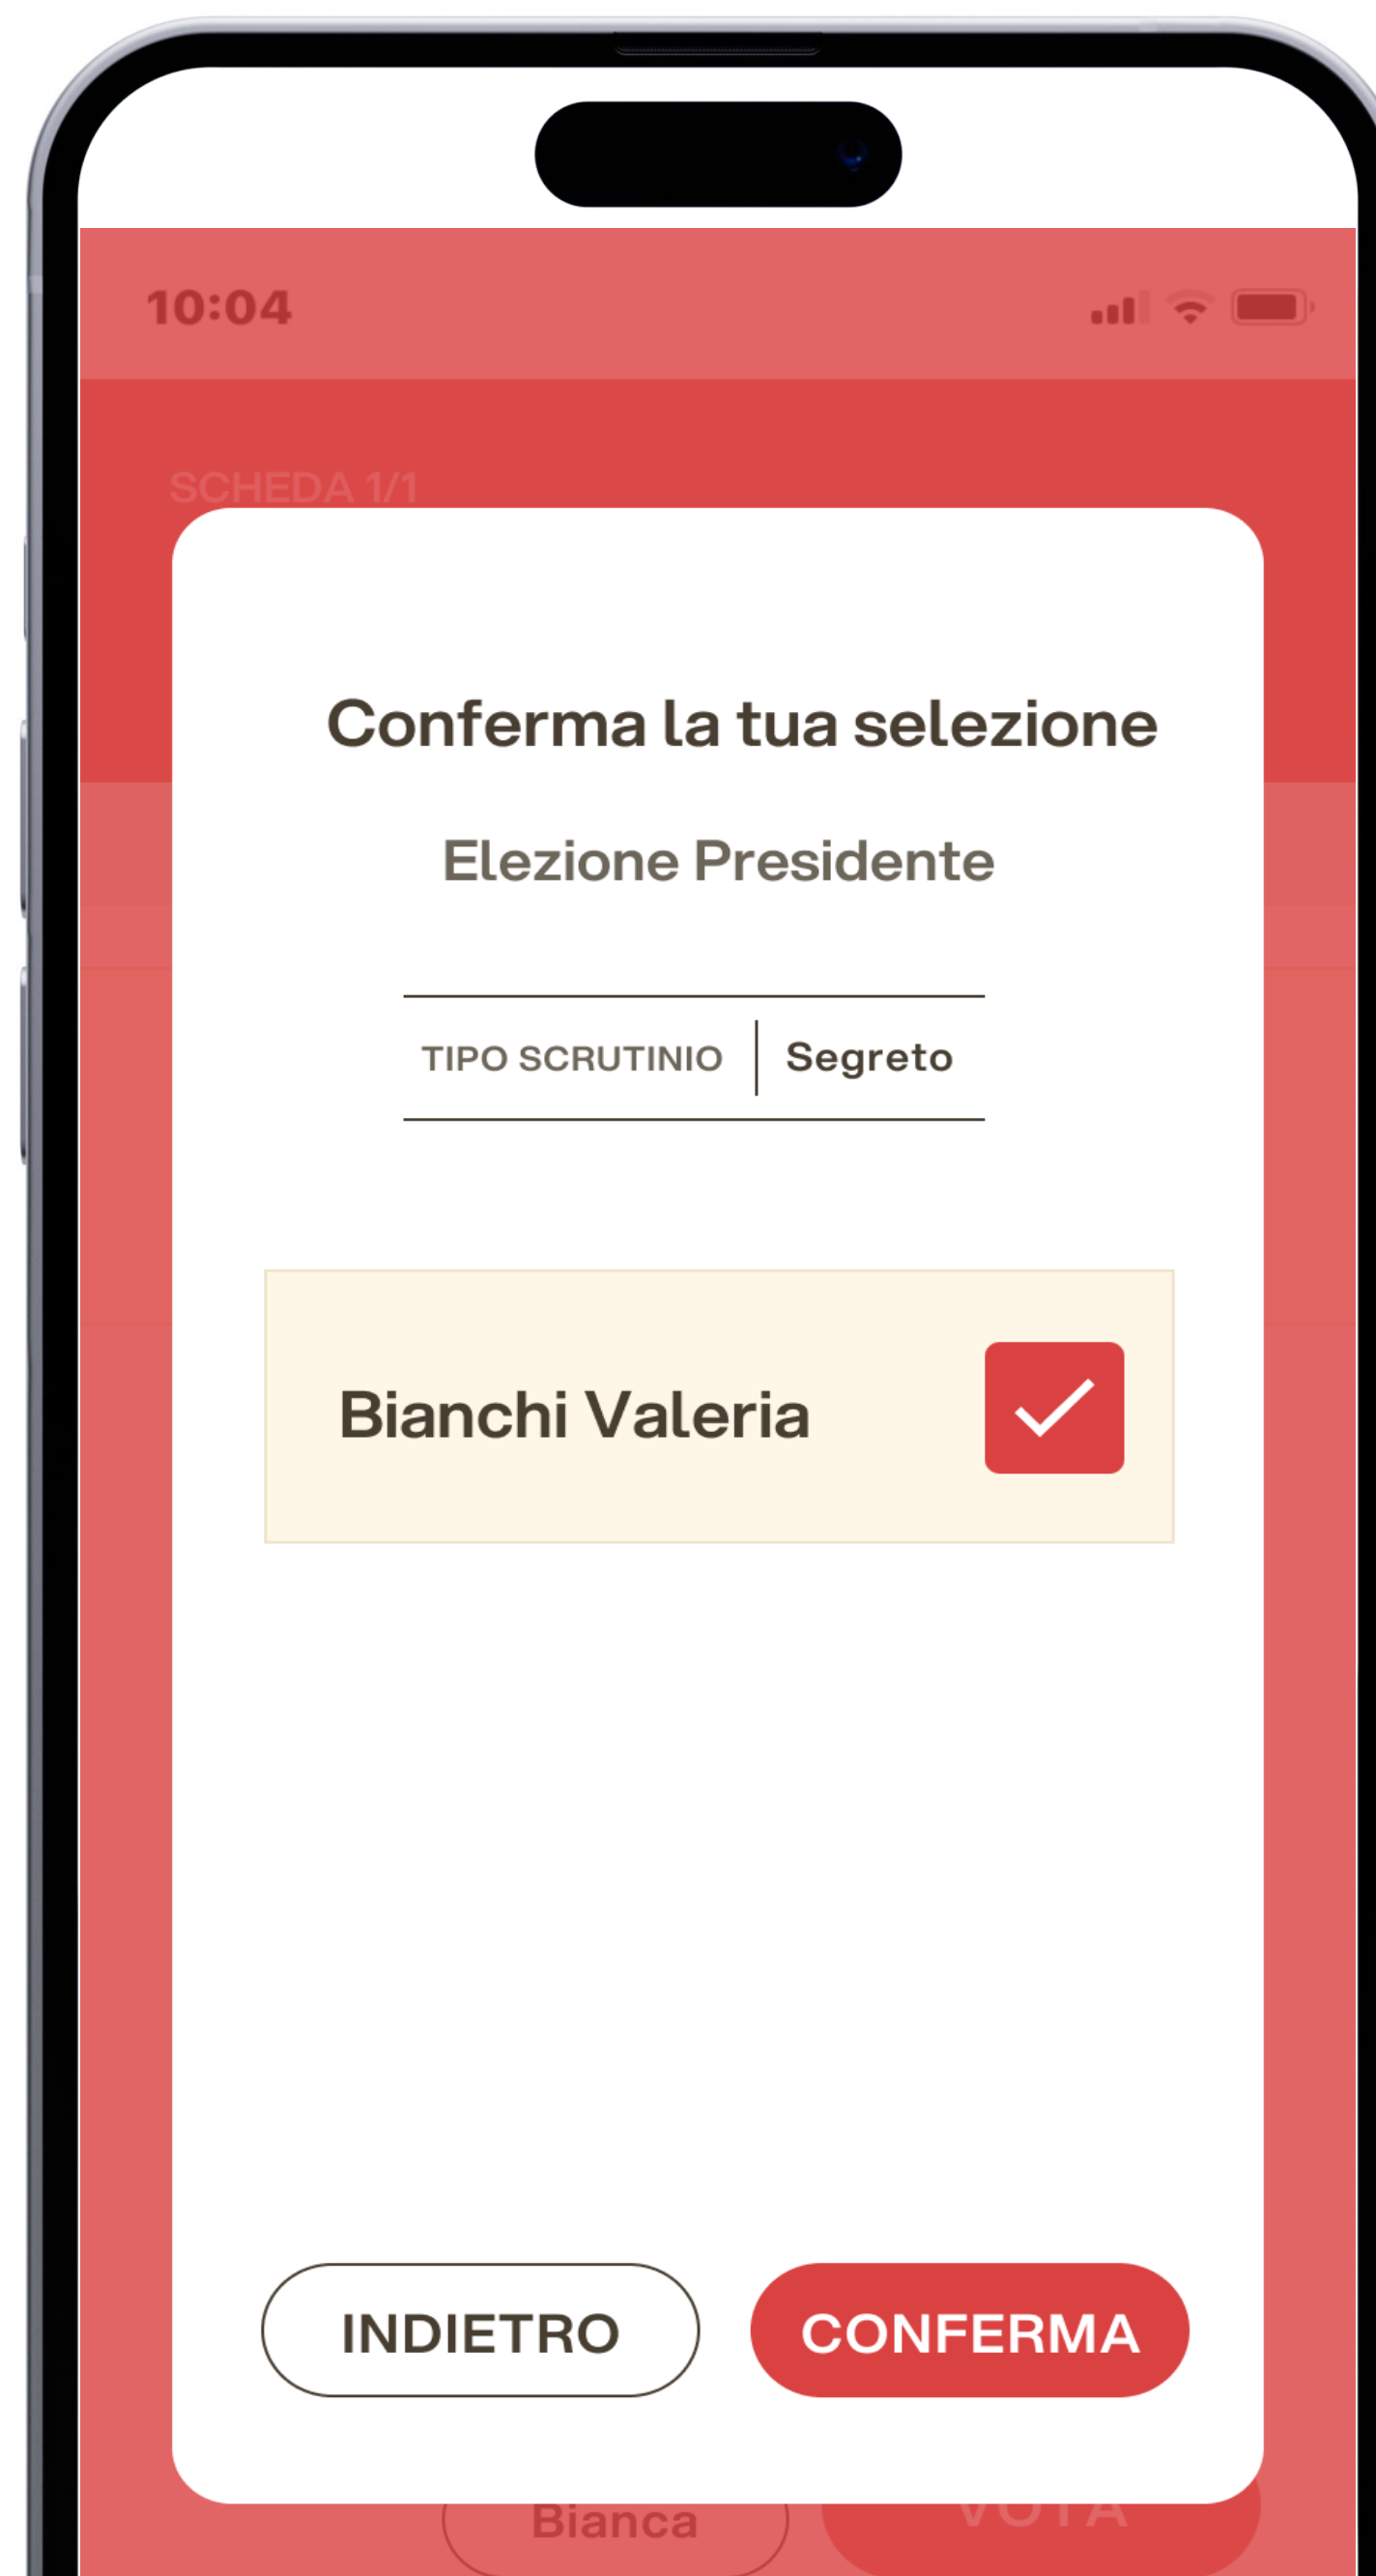 10:04
SCHEDA 1/1
Conferma la tua selezione
Elezione Presidente
TIPO SCRUTINIO Segreto
Bianchi Valeria
INDIETRO CONFERMA
Bianca VOTA